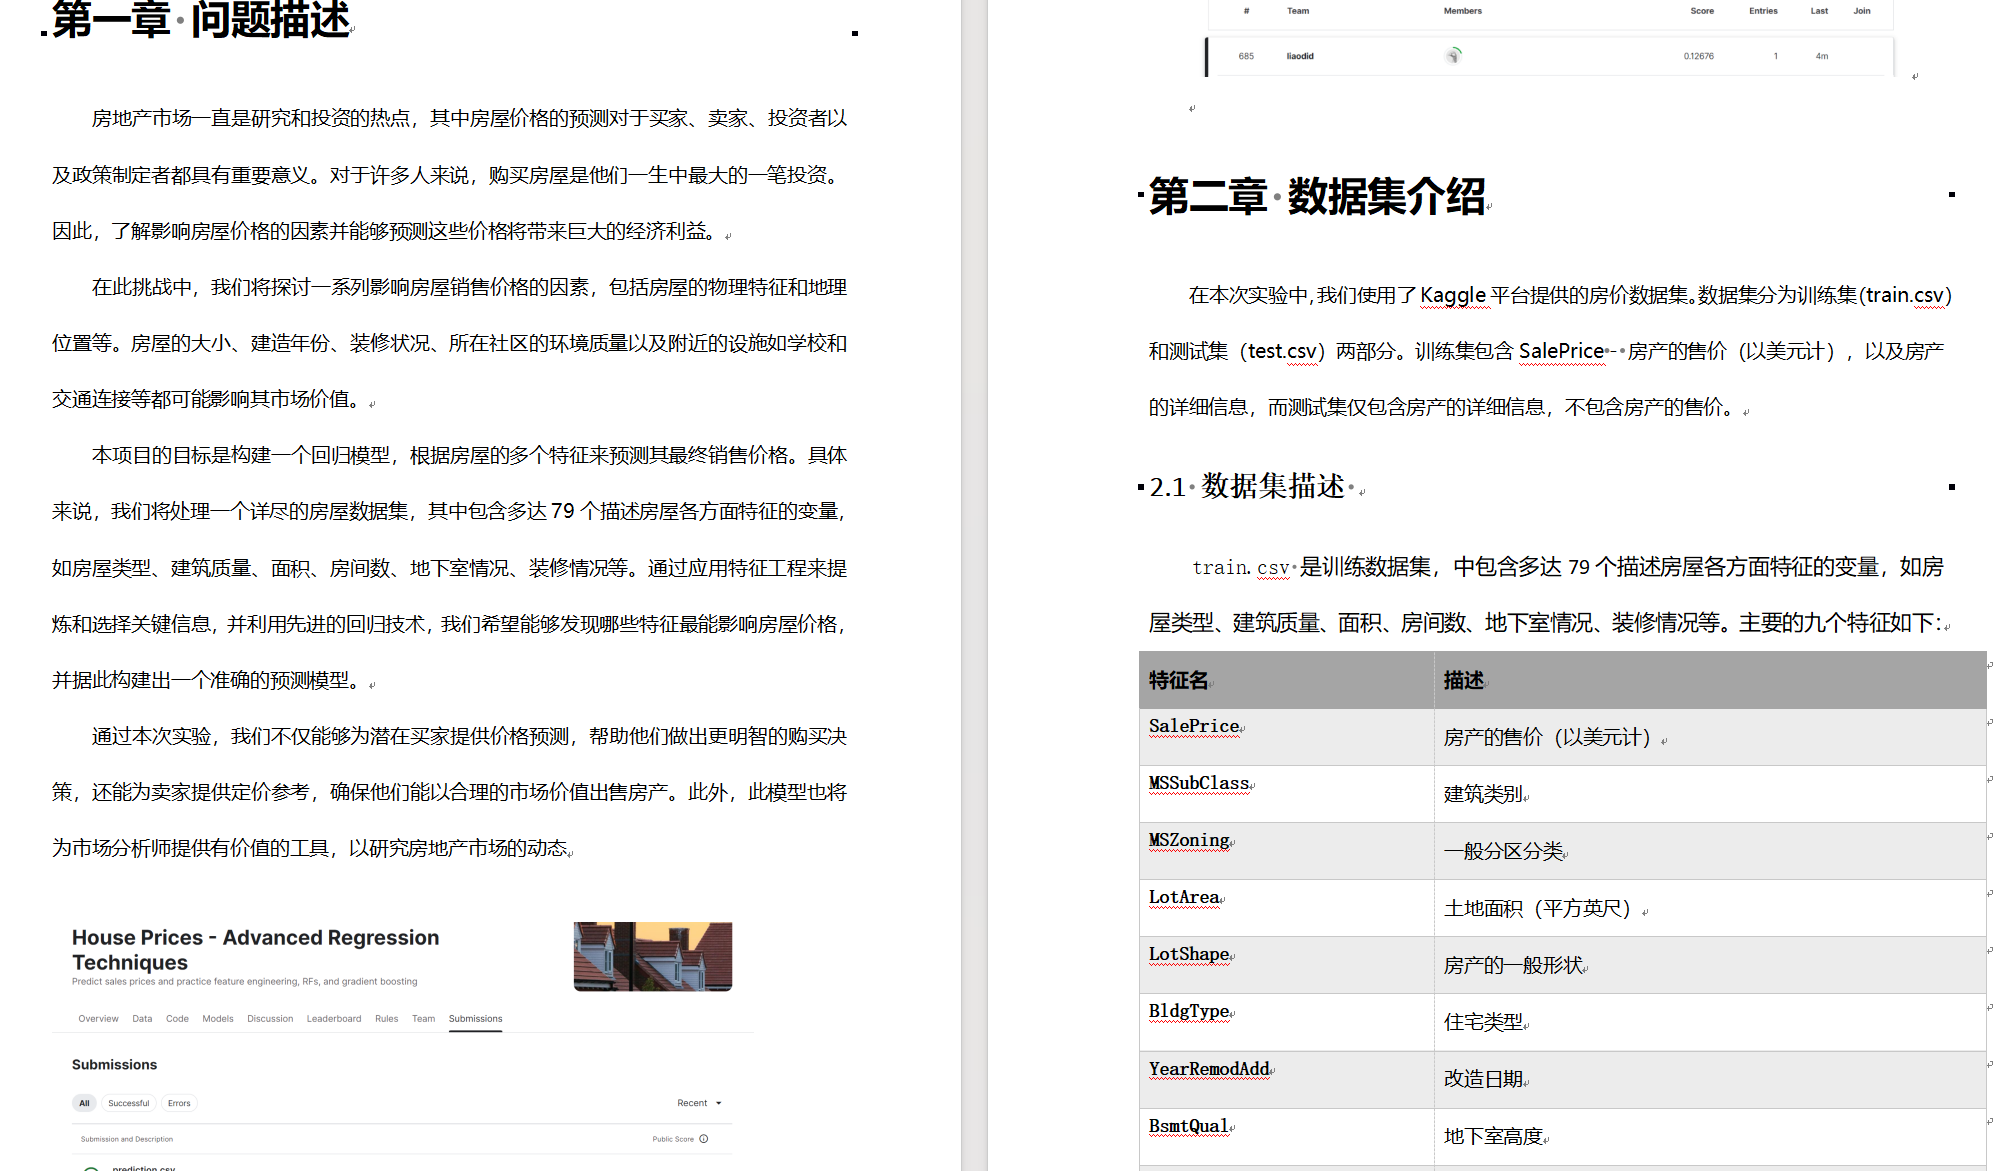 第一章 问题描述
房地产市场一直是研究和投资的热点，其中房屋价格的预测对于买家、卖家、投资者以
及政策制定者都具有重要意义。对于许多人来说，购买房屋是他们一生中最大的一笔投资。
因此，了解影响房屋价格的因素并能够预测这些价格将带来巨大的经济利益。
在此挑战中，我们将探讨一系列影响房屋销售价格的因素，包括房屋的物理特征和地理
位置等。房屋的大小、建造年份、装修状况、所在社区的环境质量以及附近的设施如学校和
交通连接等都可能影响其市场价值。
本项目的目标是构建一个回归模型，根据房屋的多个特征来预测其最终销售价格。具体
来说，我们将处理一个详尽的房屋数据集，其中包含多达 79 个描述房屋各方面特征的变量，
如房屋类型、建筑质量、面积、房间数、地下室情况、装修情况等。通过应用特征工程来提
炼和选择关键信息，并利用先进的回归技术，我们希望能够发现哪些特征最能影响房屋价格，
并据此构建出一个准确的预测模型。
通过本次实验，我们不仅能够为潜在买家提供价格预测，帮助他们做出更明智的购买决
策，还能为卖家提供定价参考，确保他们能以合理的市场价值出售房产。此外，此模型也将
为市场分析师提供有价值的工具，以研究房地产市场的动态。
House Prices - Advanced Regression
Techniques
Predict sales prices and practice feature engineering, RFs, and gradient boosting
Overview Data Code Models Discussion Leaderboard Rules Team Submissions
Submissions
All Successful Errors Recent
Submission and Description Public Score
prediction.csv
# Team Members Score Entries Last Join
685 liaodid 0.12676 1 4m
第二章 数据集介绍
在本次实验中，我们使用了 Kaggle 平台提供的房价数据集。数据集分为训练集（train.csv）
和测试集（test.csv）两部分。训练集包含 SalePrice - 房产的售价（以美元计），以及房产
的详细信息，而测试集仅包含房产的详细信息，不包含房产的售价。
2.1 数据集描述
train.csv 是训练数据集，中包含多达 79 个描述房屋各方面特征的变量，如房
屋类型、建筑质量、面积、房间数、地下室情况、装修情况等。主要的九个特征如下：
特征名 描述
SalePrice 房产的售价（以美元计）
MSSubClass 建筑类别
MSZoning 一般分区分类
LotArea 土地面积（平方英尺）
LotShape 房产的一般形状
BldgType 住宅类型
YearRemodAdd 改造日期
BsmtQual 地下室高度